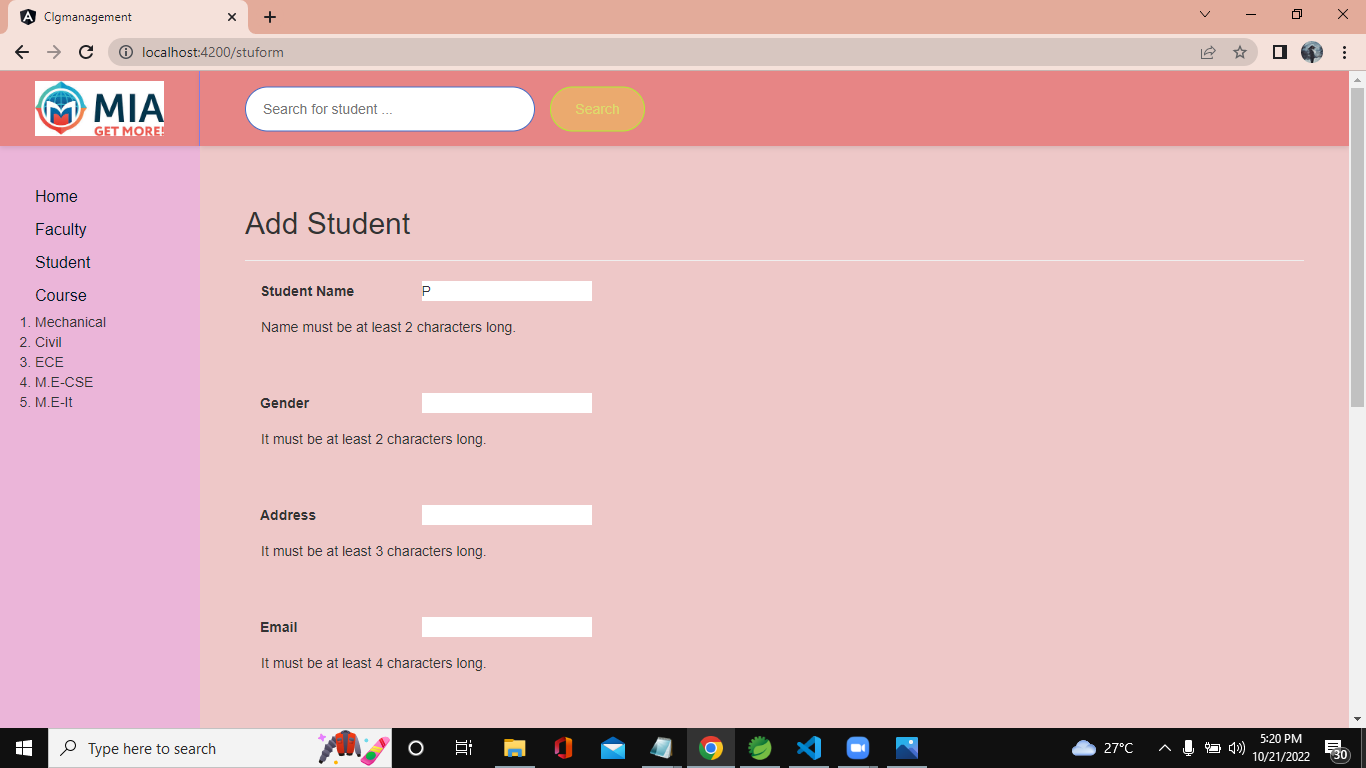 Clgmanagement
localhost:4200/stuform
MIA
GET MORE!
Search for student ...
Search
Home
Faculty
Student
Course
1. Mechanical
2. Civil
3. ECE
4. M.E-CSE
5. M.E-It
Add Student
Student Name P
Name must be at least 2 characters long.
Gender
It must be at least 2 characters long.
Address
It must be at least 3 characters long.
Email
It must be at least 4 characters long.
Type here to search
27°C
5:20 PM
10/21/2022
30